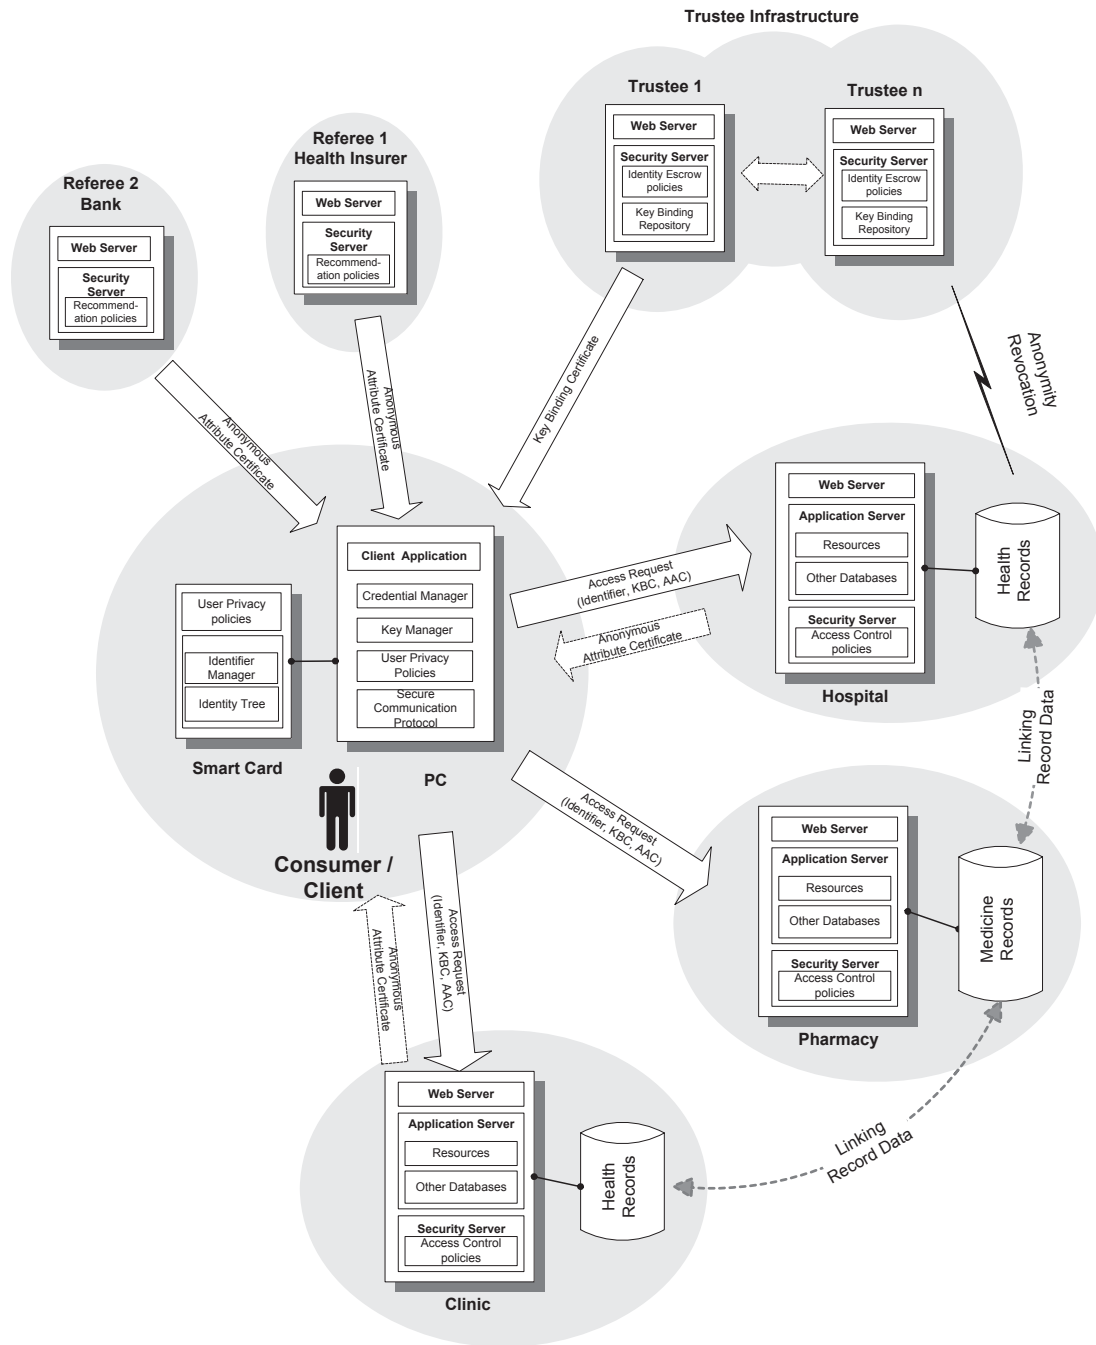 Trustee Infrastructure
Trustee 1
Web Server
Security Server
Identity Escrow
policies
Key Binding
Repository
Trustee n
Web Server
Security Server
Identity Escrow
policies
Key Binding
Repository
Referee 1
Health Insurer
Web Server
Security
Server
Recommend-
ation policies
Referee 2
Bank
Web Server
Security
Server
Recommend-
ation policies
Anonymous
Attribute Certificate
Anonymous
Attribute Certificate
Key Binding Certificate
Anonymity
Revocation
Client Application
Credential Manager
Key Manager
User Privacy
Policies
Secure
Communication
Protocol
PC
User Privacy
policies
Identifier
Manager
Identity Tree
Smart Card
Consumer /
Client
Access Request
(Identifier, KBC, AAC)
Anonymous
Attribute Certificate
Web Server
Application Server
Resources
Other Databases
Security Server
Access Control
policies
Hospital
Health
Records
Linking
Record Data
Access Request
(Identifier, KBC, AAC)
Web Server
Application Server
Resources
Other Databases
Security Server
Access Control
policies
Pharmacy
Medicine
Records
Linking
Record Data
Access Request
(Identifier, KBC, AAC)
Anonymous
Attribute Certificate
Web Server
Application Server
Resources
Other Databases
Security Server
Access Control
policies
Clinic
Health
Records